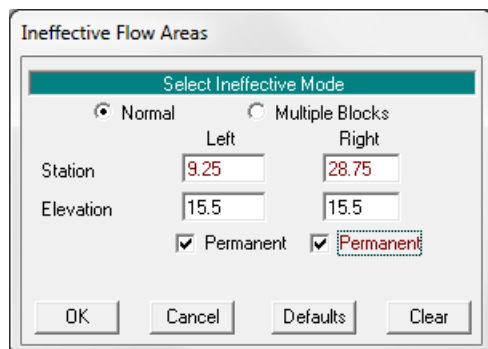 Ineffective Flow Areas
Select Ineffective Mode
Normal Multiple Blocks
Left Right
Station 9.25 28.75
Elevation 15.5 15.5
Permanent Permanent
OK Cancel Defaults Clear